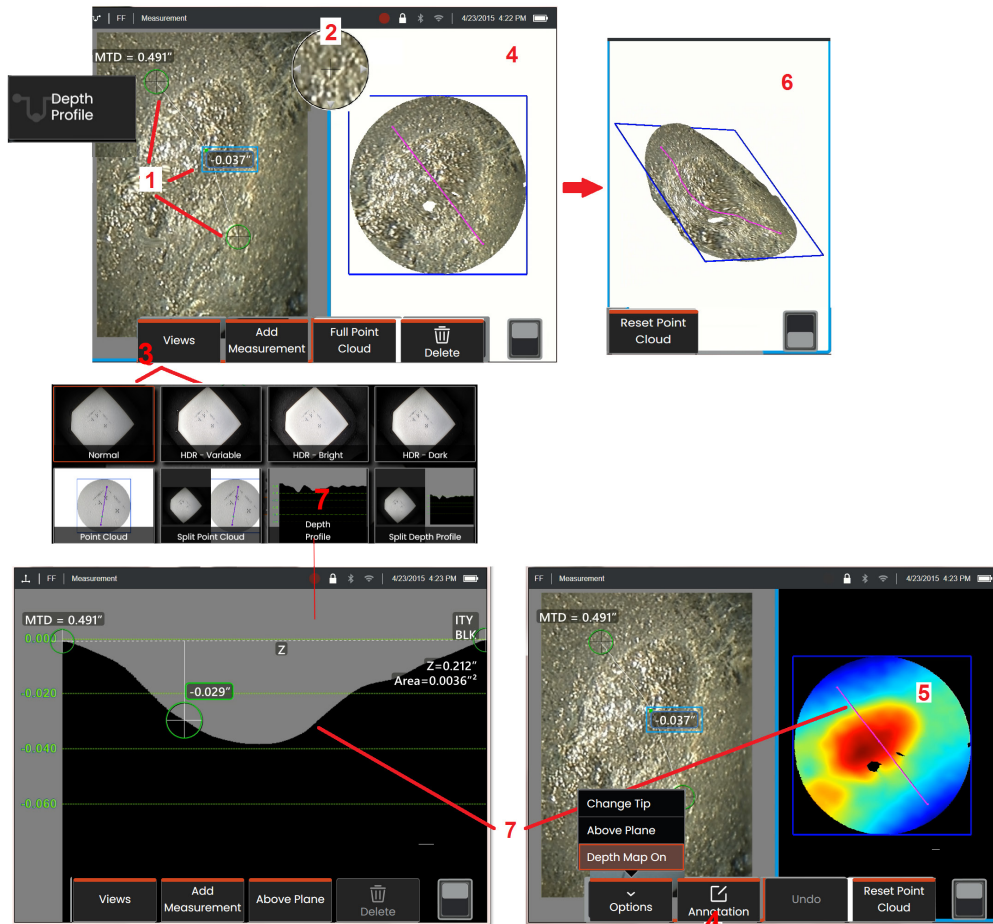 FF | Measurement
4/23/2015 4:22 PM
2
MTD = 0.491"
4
6
Depth
Profile
-0.037"
1
Views
Add
Measurement
Full Point
Cloud
Delete
Reset Point
Cloud
3
Normal
HDR - Variable
HDR - Bright
HDR - Dark
7
Point Cloud
Split Point Cloud
Depth
Profile
Split Depth Profile
FF | Measurement
4/23/2015 4:23 PM
MTD = 0.491"
ITY
BLK
0.000
Z
Z=0.212"
Area=0.0036"²
-0.020
-0.029"
-0.040
-0.060
Views
Add
Measurement
Above Plane
Delete
7
FF | Measurement
4/23/2015 4:23 PM
MTD = 0.491"
5
-0.037"
Change Tip
Above Plane
Depth Map On
Options
Annotation
4
Undo
Reset Point
Cloud